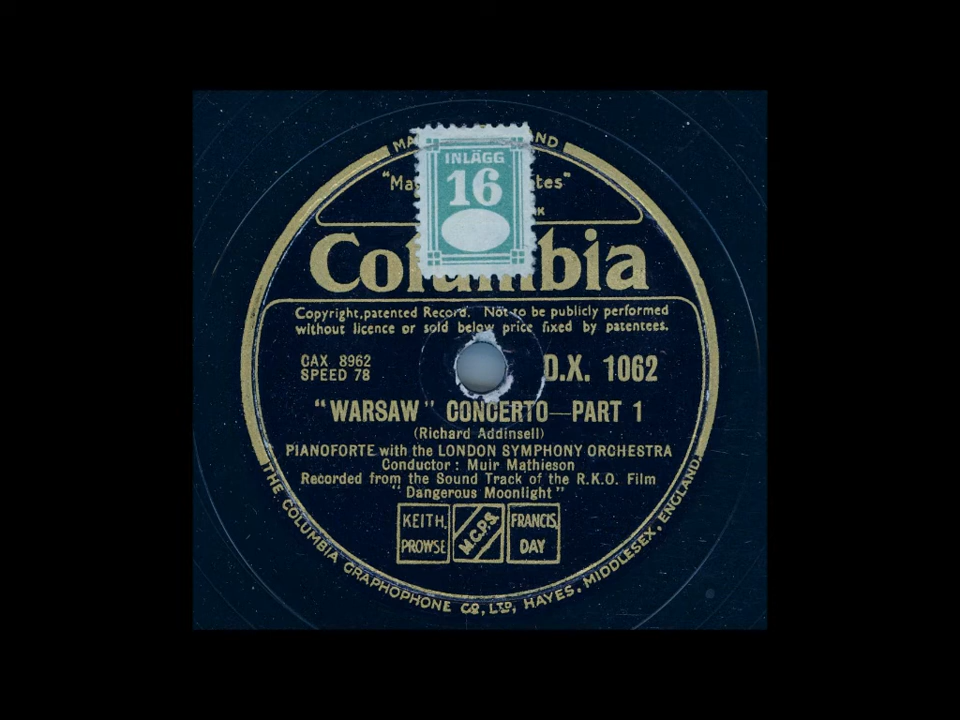 INLÄGG
16
Copyright, patented Record. Not to be publicly performed
without licence or sold below price fixed by patentees.
CAX 8962
SPEED 78
D.X. 1062
"WARSAW" CONCERTO—PART 1
(Richard Addinsell)
PIANOFORTE with the LONDON SYMPHONY ORCHESTRA
Conductor : Muir Mathieson
Recorded from the Sound Track of the R.K.O. Film
"Dangerous Moonlight"
KEITH, PROWSE
M.C.P.S.
FRANCIS, DAY
THE COLUMBIA GRAPHOPHONE CO, LTD, HAYES, MIDDLESEX, ENGLAND.